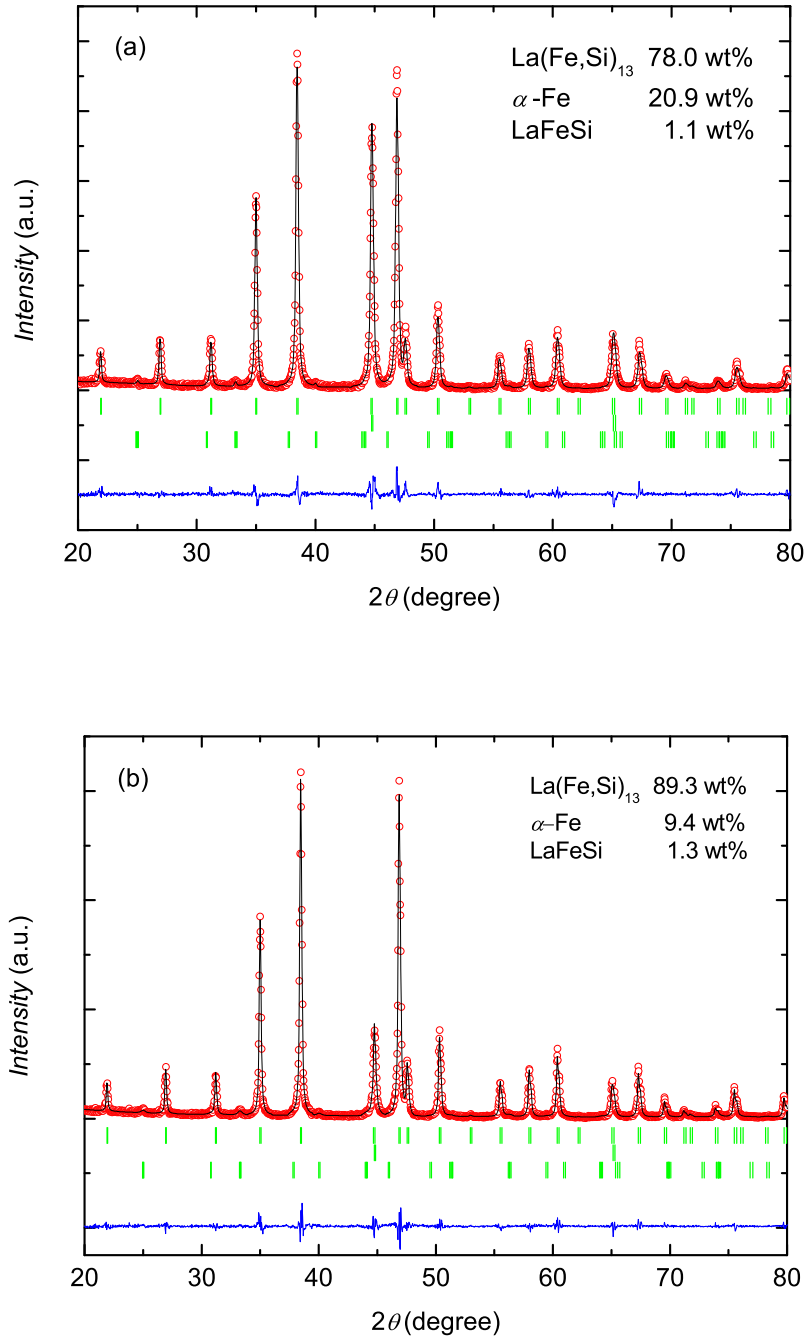 (a)
La(Fe,Si)13 78.0 wt%
α-Fe 20.9 wt%
LaFeSi 1.1 wt%
Intensity (a.u.)
20 30 40 50 60 70 80
2θ (degree)
(b)
La(Fe,Si)13 89.3 wt%
α–Fe 9.4 wt%
LaFeSi 1.3 wt%
Intensity (a.u.)
20 30 40 50 60 70 80
2θ (degree)